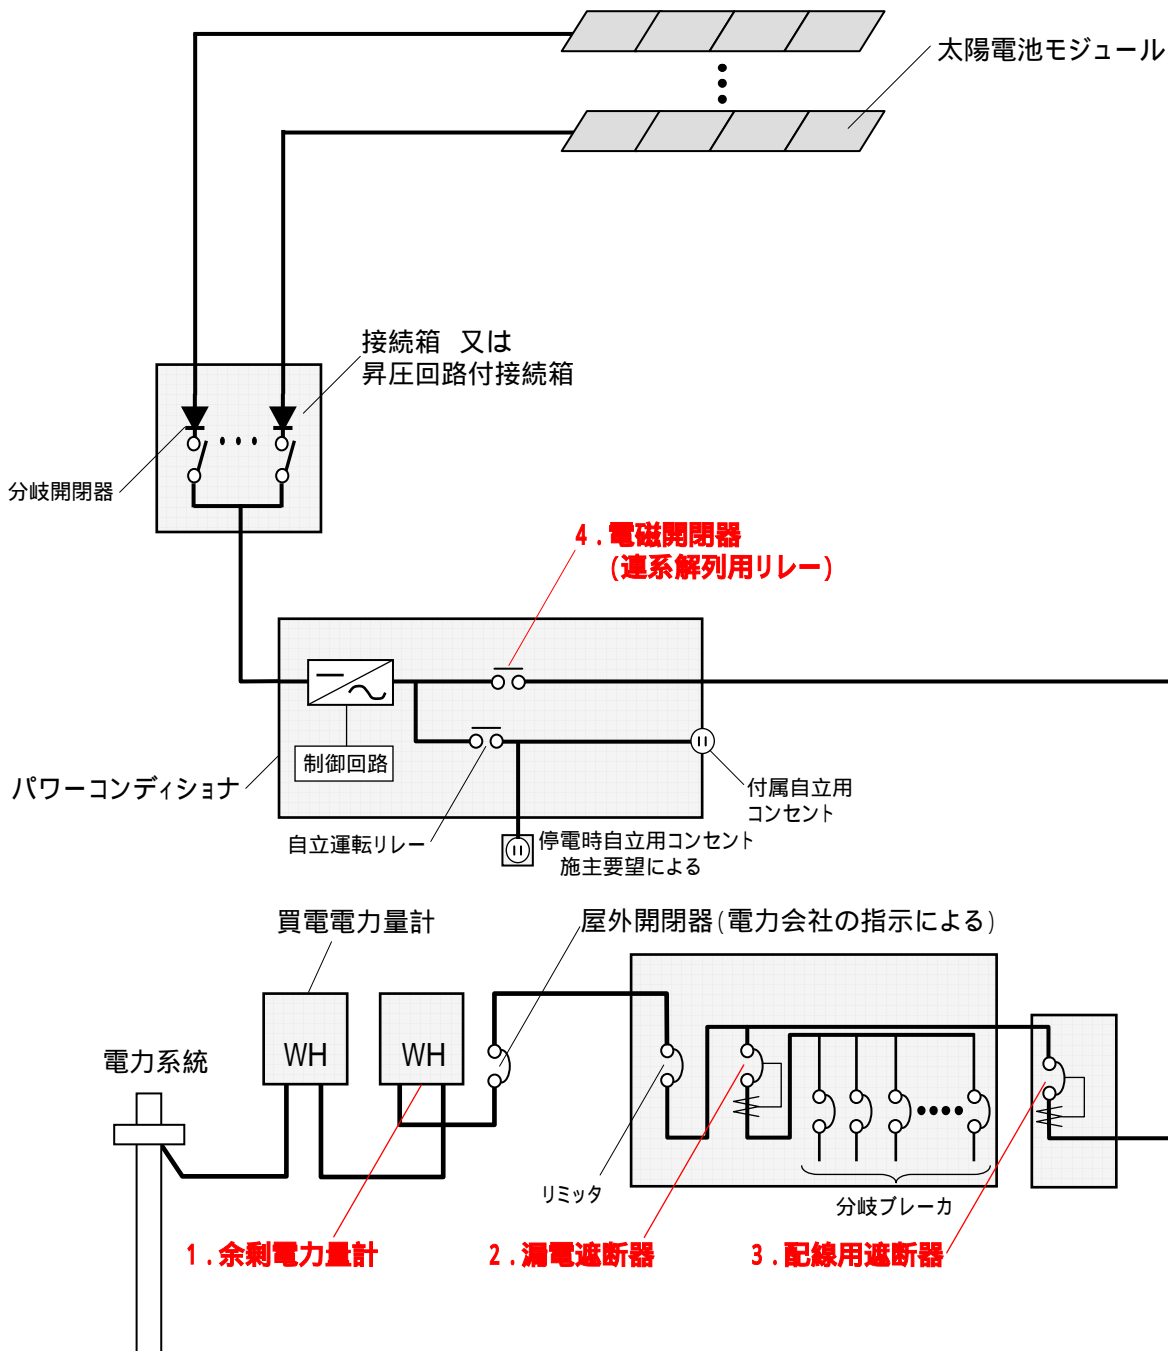 太陽電池モジュール
接続箱 又は
昇圧回路付接続箱
分岐開閉器
4．電磁開閉器
(連系解列用リレー)
制御回路
パワーコンディショナ
付属自立用
コンセント
自立運転リレー
停電時自立用コンセント
施主要望による
買電電力量計
屋外開閉器(電力会社の指示による)
WH
WH
電力系統
リミッタ
分岐ブレーカ
1．余剰電力量計
2．漏電遮断器
3．配線用遮断器